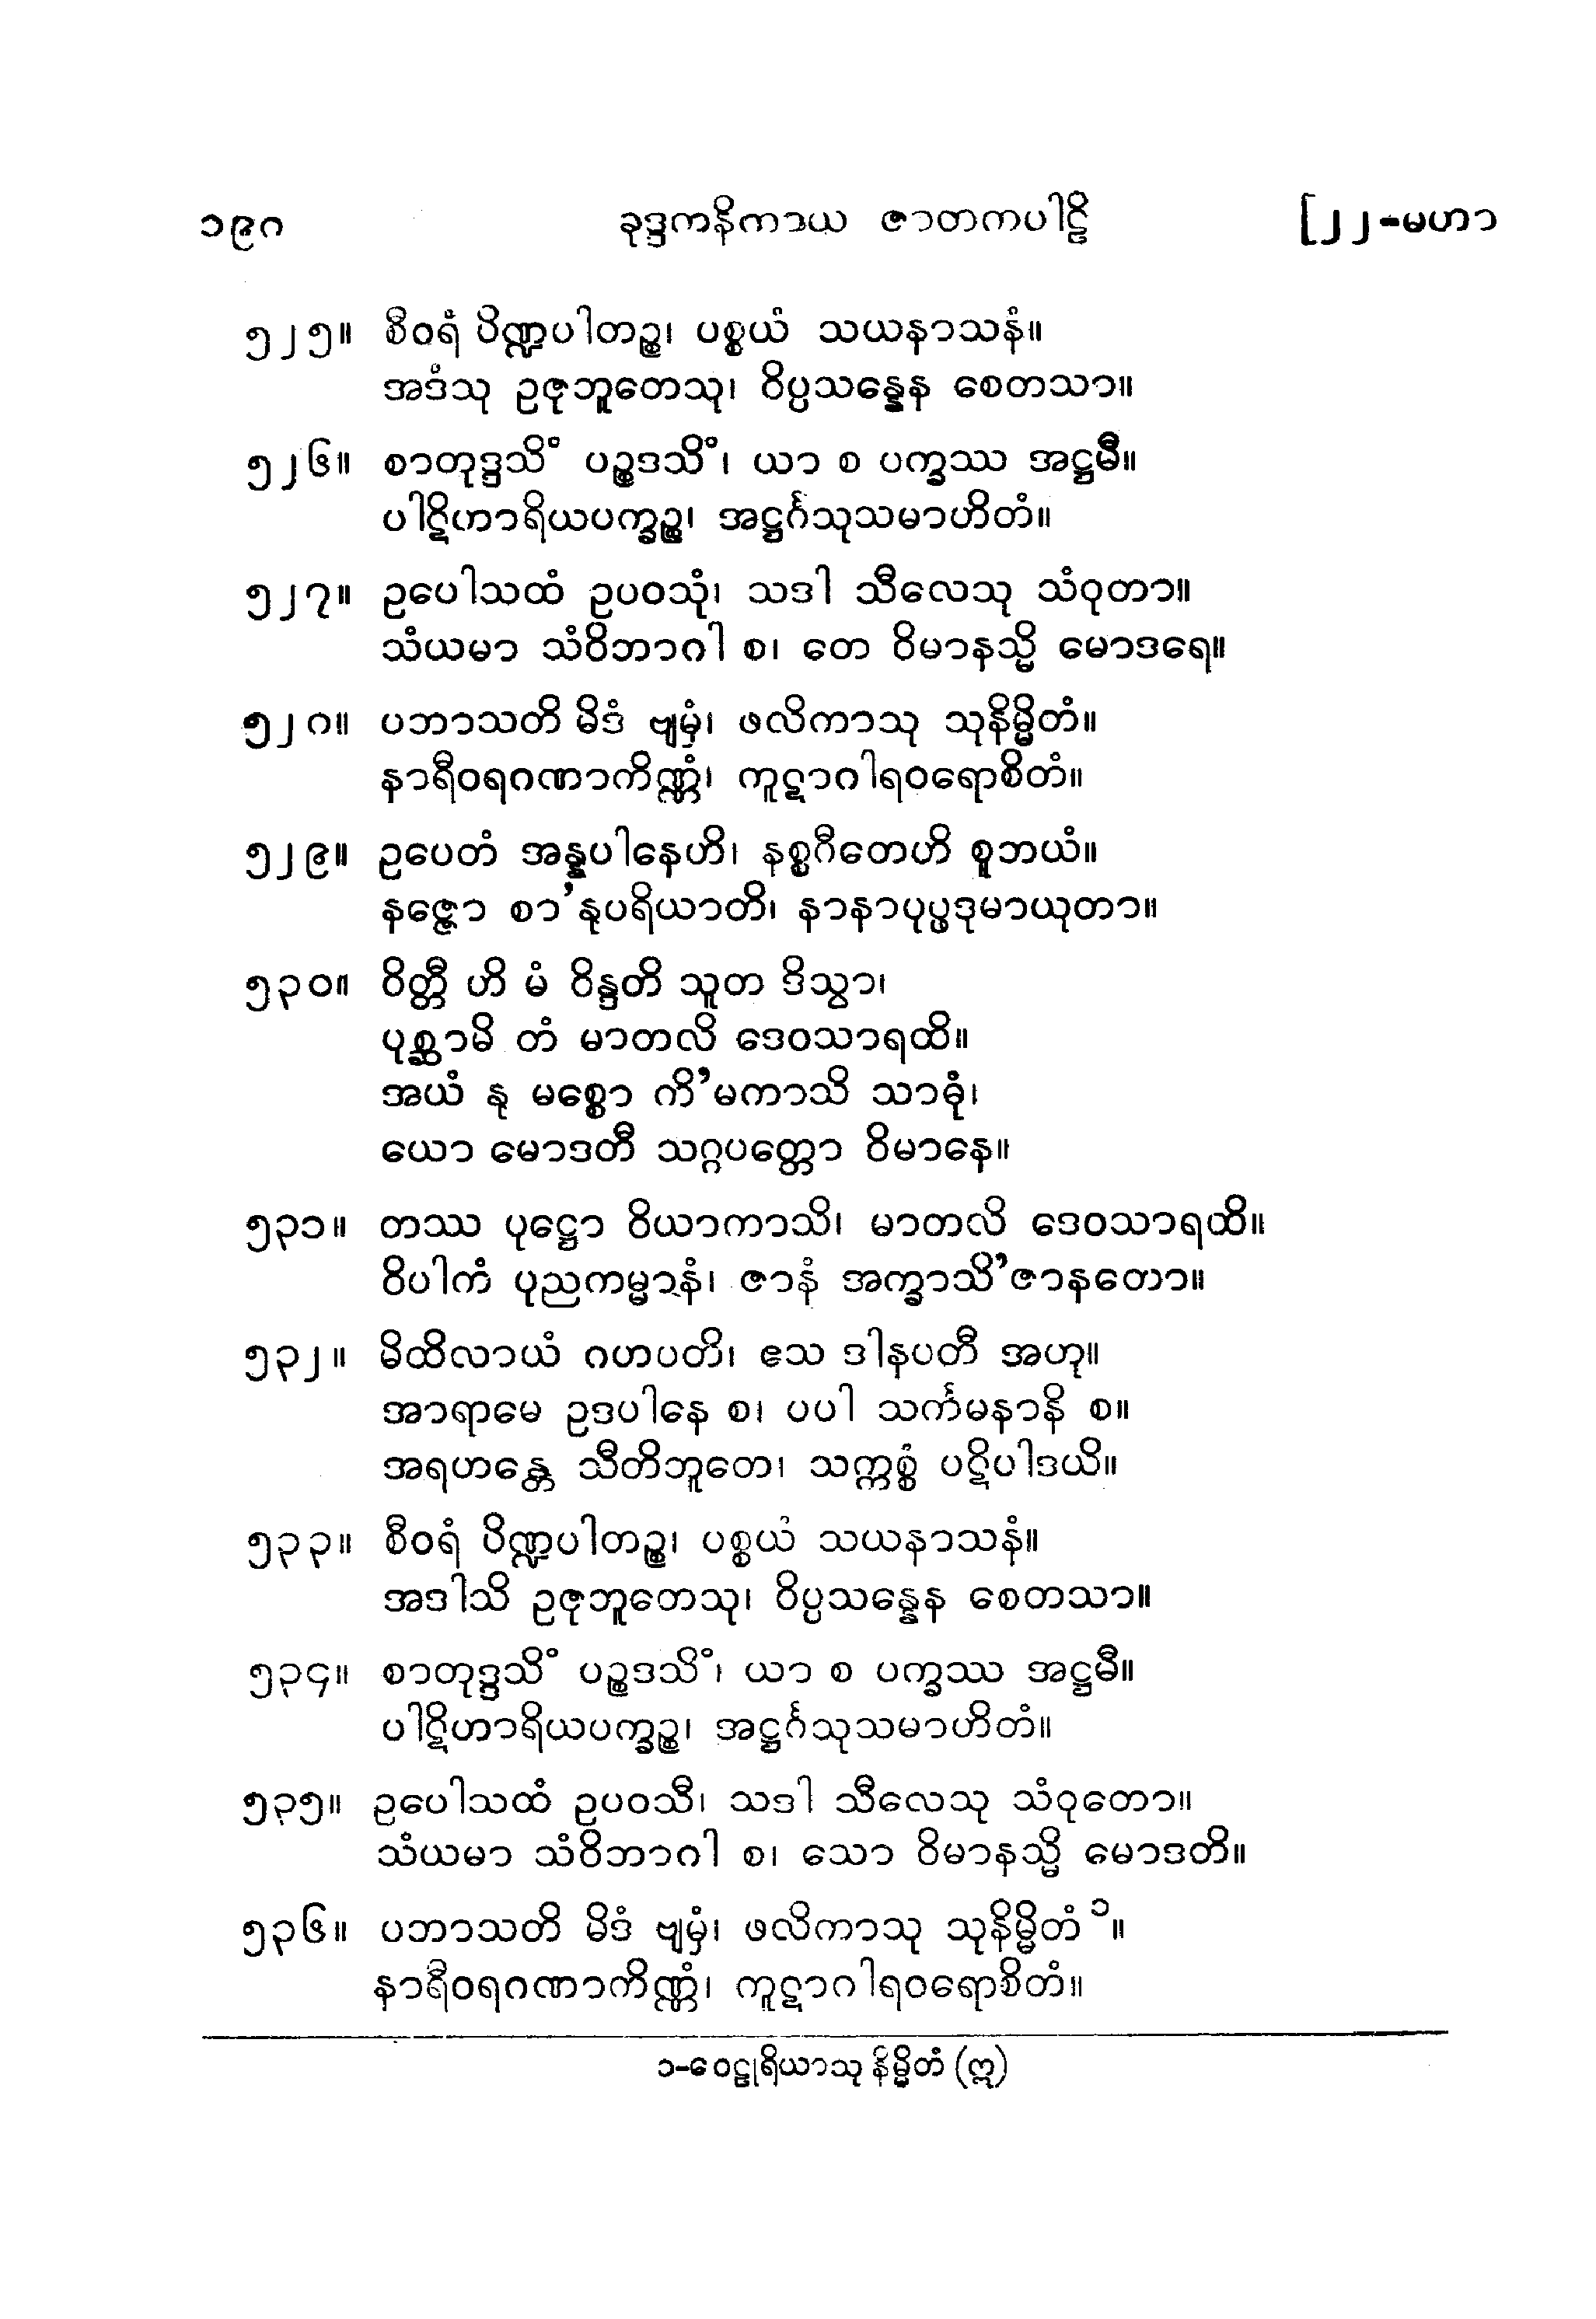 ၁၉၈ ခုဒ္ဒကနိကာယ ဇာတကပါဠိ [၂၂-မဟာ
၅၂၅။ စီဝရံ ပိဏ္ဍပါတဉ္စ၊ ပစ္စယံ သယနာသနံ။
အဒံသု ဥဇုဘူတေသု၊ ဝိပ္ပသန္နေန စေတသာ။
၅၂၆။ စာတုဒ္ဒသိံ ပဉ္စဒသိံ၊ ယာ စ ပက္ခဿ အဋ္ဌမီ။
ပါဋိဟာရိယပက္ခဉ္စ၊ အဋ္ဌင်္ဂသုသမာဟိတံ။
၅၂၇။ ဥပေါသထံ ဥပဝသုံ၊ သဒါ သီလေသု သံဝုတာ။
သံယမာ သံဝိဘာဂါ စ၊ တေ ဝိမာနသ္မိ မောဒရေ။
၅၂၈။ ပဘာသတိ မိဒံ ဗျမှံ၊ ဖလိကာသု သုနိမ္မိတံ။
နာရီဝရဂဏာကိဏ္ဏံ၊ ကူဋာဂါရဝရောစိတံ။
၅၂၉။ ဥပေတံ အန္နပါနေဟိ၊ နစ္စဂီတေဟိ စူဘယံ။
နဇ္ဇော စာ’နုပရိယာတိ၊ နာနာပုပ္ဖဒုမာယုတာ။
၅၃၀။ ဝိတ္တီ ဟိ မံ ဝိန္ဒတိ သူတ ဒိသွာ၊
ပုစ္ဆာမိ တံ မာတလိ ဒေဝသာရထိ။
အယံ နု မစ္စော ကိ’မကာသိ သာဓုံ၊
ယော မောဒတီ သဂ္ဂပတ္တော ဝိမာနေ။
၅၃၁။ တဿ ပုဋ္ဌော ဝိယာကာသိ၊ မာတလိ ဒေဝသာရထိ။
ဝိပါကံ ပုညကမ္မာနံ၊ ဇာနံ အက္ခာသိ’ဇာနတော။
၅၃၂။ မိထိလာယံ ဂဟပတိ၊ ဧသ ဒါနပတီ အဟု။
အာရာမေ ဥဒပါနေ စ၊ ပပါ သင်္ကမနာနိ စ။
အရဟန္တေ သီတိဘူတေ၊ သက္ကစ္စံ ပဋိပါဒယိ။
၅၃၃။ စီဝရံ ပိဏ္ဍပါတဉ္စ၊ ပစ္စယံ သယနာသနံ။
အဒါသိ ဥဇုဘူတေသု၊ ဝိပ္ပသန္နေန စေတသာ။
၅၃၄။ စာတုဒ္ဒသိံ ပဉ္စဒသိံ၊ ယာ စ ပက္ခဿ အဋ္ဌမီ။
ပါဋိဟာရိယပက္ခဉ္စ၊ အဋ္ဌင်္ဂသုသမာဟိတံ။
၅၃၅။ ဥပေါသထံ ဥပဝသီ၊ သဒါ သီလေသု သံဝုတော။
သံယမာ သံဝိဘာဂါ စ၊ သော ဝိမာနသ္မိ မောဒတိ။
၅၃၆။ ပဘာသတိ မိဒံ ဗျမှံ၊ ဖလိကာသု သုနိမ္မိတံ ၁။
နာရီဝရဂဏာကိဏ္ဏံ၊ ကူဋာဂါရဝရောစိတံ။
၁-ဝေဠုရိယာသု နိမ္မိတံ (ဣ)